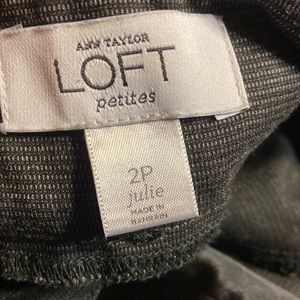 ANN TAYLOR
LOFT
petites
2P
julie
MADE IN
BAHRAIN